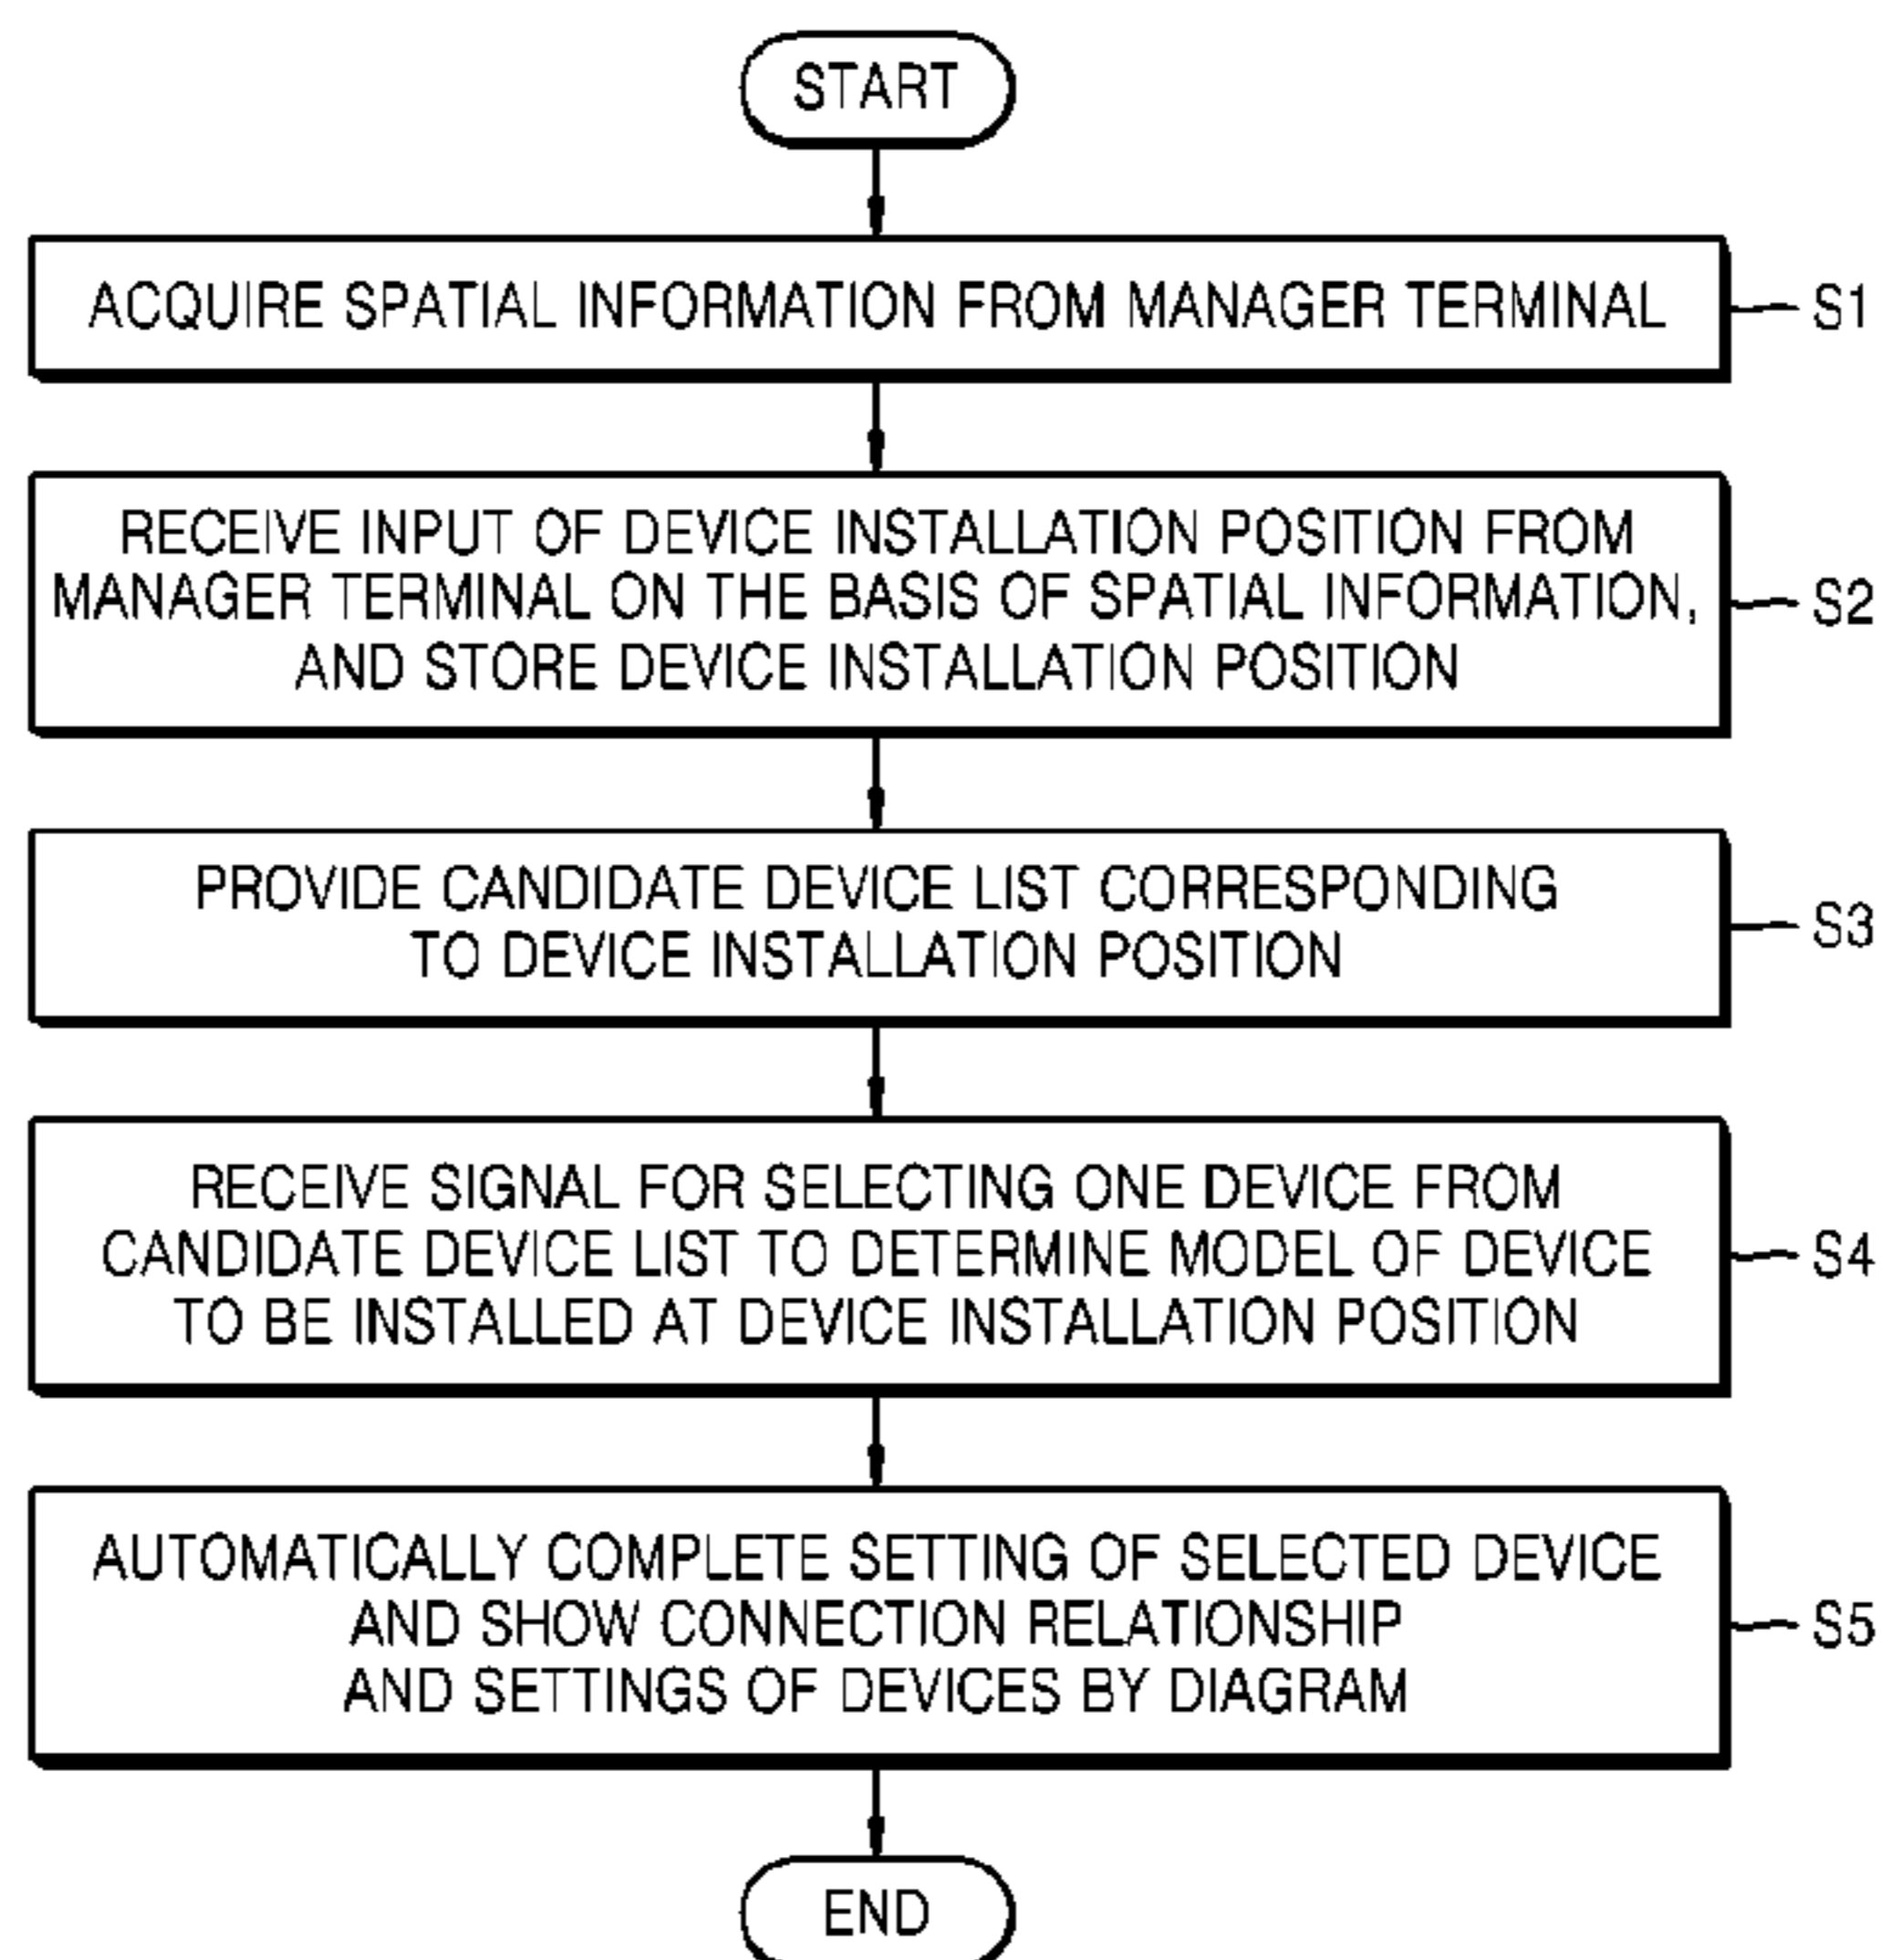 START
ACQUIRE SPATIAL INFORMATION FROM MANAGER TERMINAL
S1
RECEIVE INPUT OF DEVICE INSTALLATION POSITION FROM
MANAGER TERMINAL ON THE BASIS OF SPATIAL INFORMATION,
AND STORE DEVICE INSTALLATION POSITION
S2
PROVIDE CANDIDATE DEVICE LIST CORRESPONDING
TO DEVICE INSTALLATION POSITION
S3
RECEIVE SIGNAL FOR SELECTING ONE DEVICE FROM
CANDIDATE DEVICE LIST TO DETERMINE MODEL OF DEVICE
TO BE INSTALLED AT DEVICE INSTALLATION POSITION
S4
AUTOMATICALLY COMPLETE SETTING OF SELECTED DEVICE
AND SHOW CONNECTION RELATIONSHIP
AND SETTINGS OF DEVICES BY DIAGRAM
S5
END